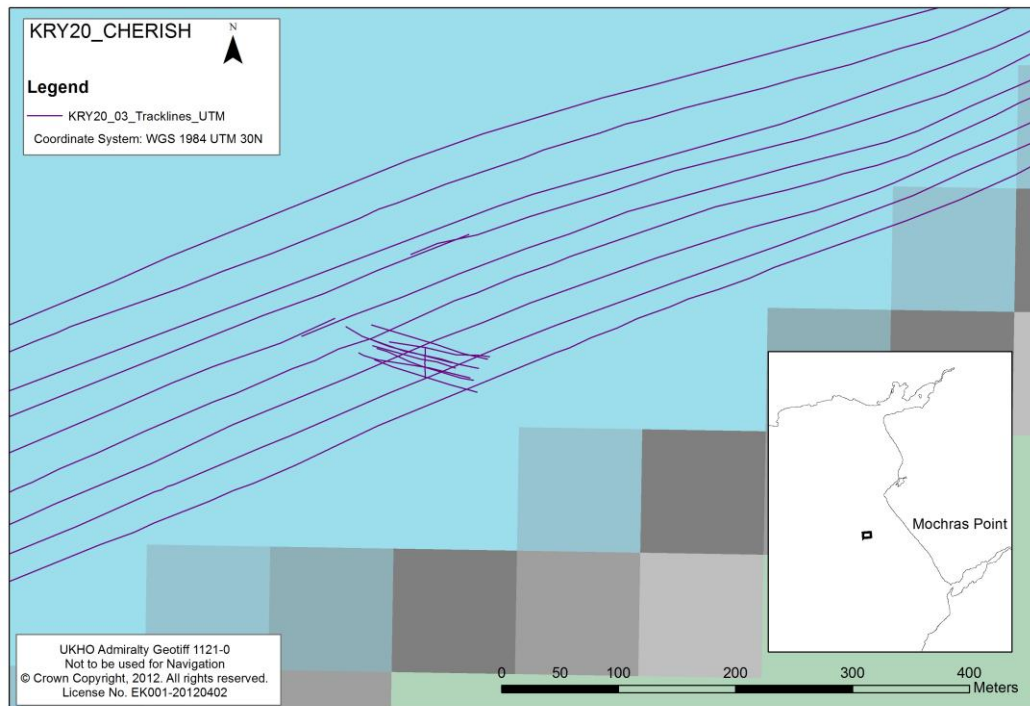 KRY20_CHERISH
N
Legend
KRY20_03_Tracklines_UTM
Coordinate System: WGS 1984 UTM 30N
Mochras Point
UKHO Admiralty Geotiff 1121-0
Not to be used for Navigation
© Crown Copyright, 2012. All rights reserved.
License No. EK001-20120402
0 50 100 200 300 400
Meters